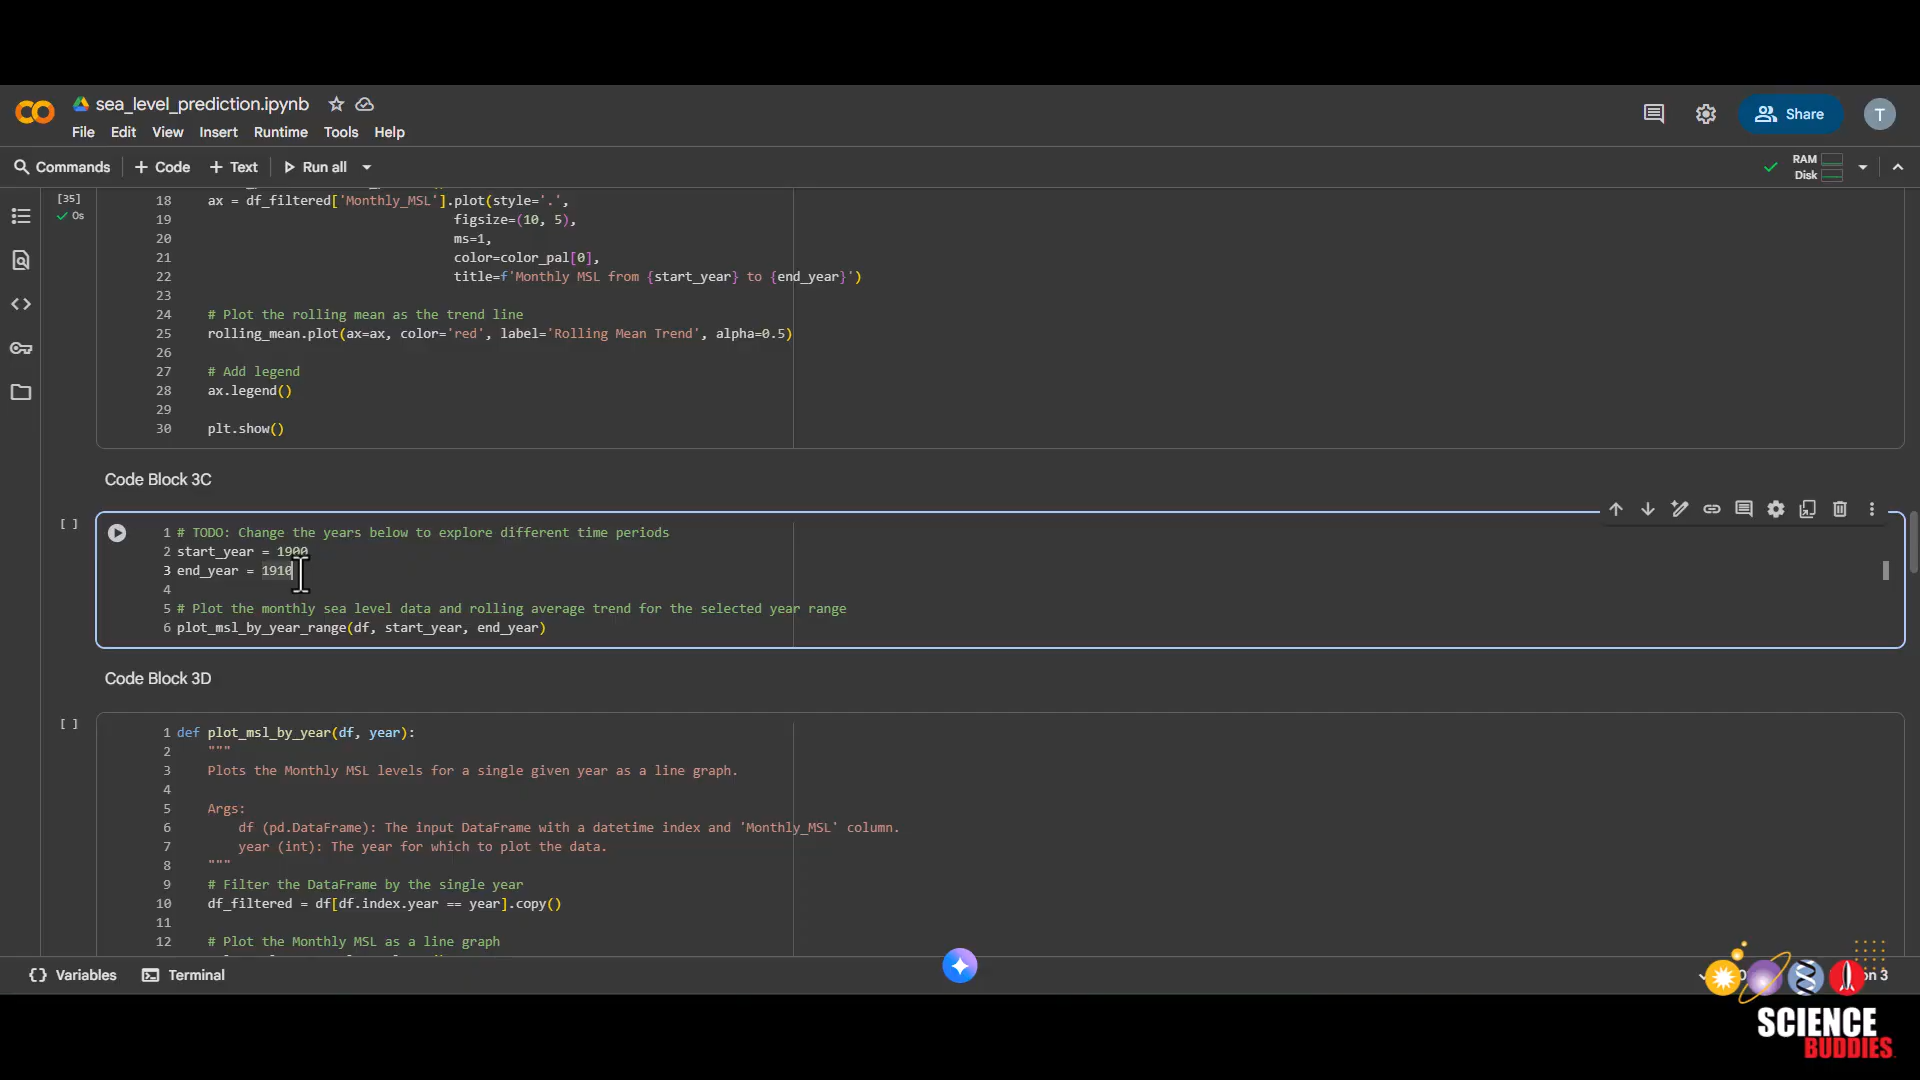 sea_level_prediction.ipynb
File Edit View Insert Runtime Tools Help
Share
T
Commands + Code + Text Run all
RAM
Disk
[35]
0s
18 ax = df_filtered['Monthly_MSL'].plot(style='.',
19 figsize=(10, 5),
20 ms=1,
21 color=color_pal[0],
22 title=f'Monthly MSL from {start_year} to {end_year}')
23
24 # Plot the rolling mean as the trend line
25 rolling_mean.plot(ax=ax, color='red', label='Rolling Mean Trend', alpha=0.5)
26
27 # Add legend
28 ax.legend()
29
30 plt.show()
Code Block 3C
[ ]
1 # TODO: Change the years below to explore different time periods
2 start_year = 1900
3 end_year = 1910
4
5 # Plot the monthly sea level data and rolling average trend for the selected year range
6 plot_msl_by_year_range(df, start_year, end_year)
Code Block 3D
[ ]
1 def plot_msl_by_year(df, year):
2 """
3 Plots the Monthly MSL levels for a single given year as a line graph.
4
5 Args:
6 df (pd.DataFrame): The input DataFrame with a datetime index and 'Monthly_MSL' column.
7 year (int): The year for which to plot the data.
8 """
9 # Filter the DataFrame by the single year
10 df_filtered = df[df.index.year == year].copy()
11
12 # Plot the Monthly MSL as a line graph
Variables Terminal
on 3
SCIENCE
BUDDIES